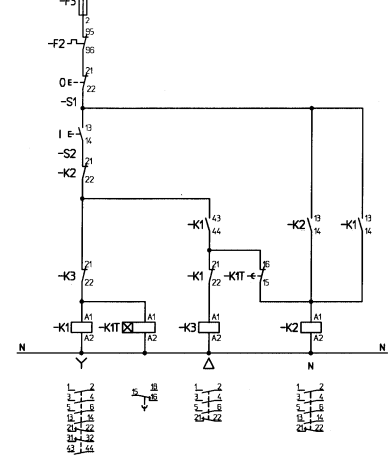 -F3
2
95
-F2
96
21
0 E-
22
-S1
13
I E-
14
-S2
21
-K2
22
43
-K1
44
13
-K2
14
13
-K1
14
21
-K3
22
21
-K1
22
16
-K1T
15
A1
-K1
A2
A1
-K1T
A2
A1
-K3
A2
A1
-K2
A2
N
N
Y
Δ
N
1 2
3 4
5 6
13 14
21 22
31 32
43 44
15 18
16
Y
1 2
3 4
5 6
21 22
1 2
3 4
5 6
13 14
21 22